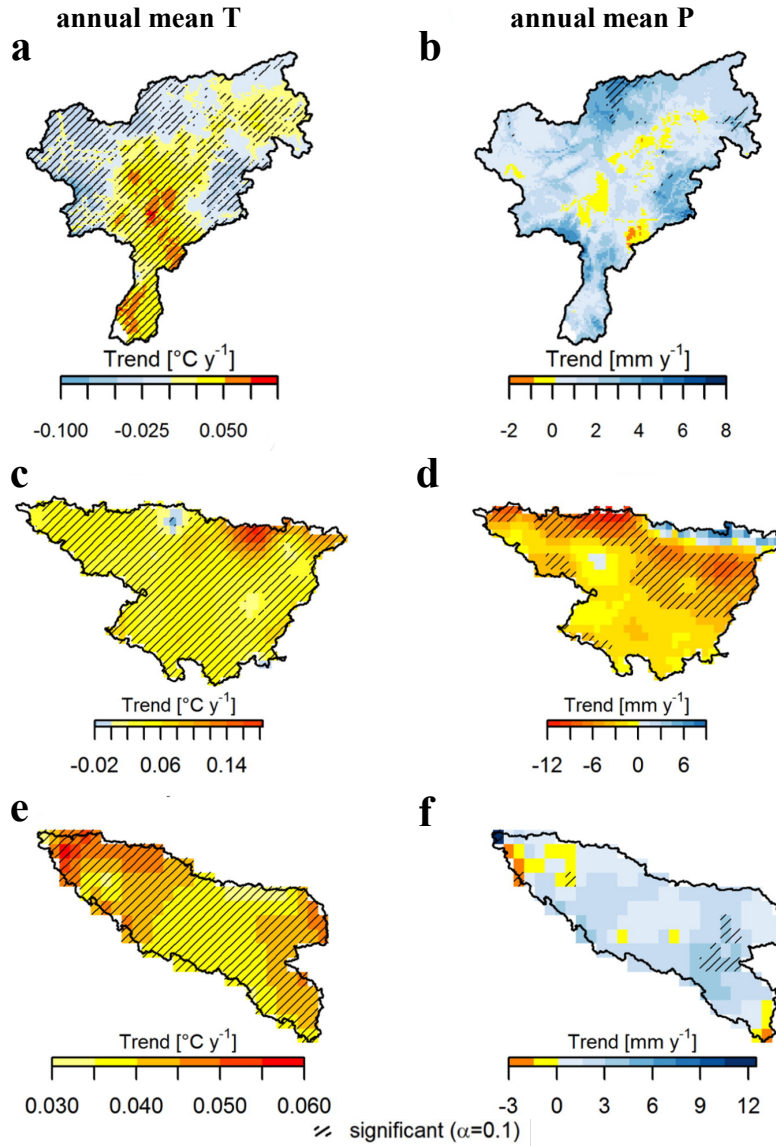 annual mean T annual mean P
a b
Trend [°C y⁻¹] Trend [mm y⁻¹]
-0.100 -0.025 0.050 -2 0 2 4 6 8
c d
Trend [°C y⁻¹] Trend [mm y⁻¹]
-0.02 0.06 0.14 -12 -6 0 6
e f
Trend [°C y⁻¹] Trend [mm y⁻¹]
0.030 0.040 0.050 0.060 -3 0 3 6 9 12
significant (α=0.1)